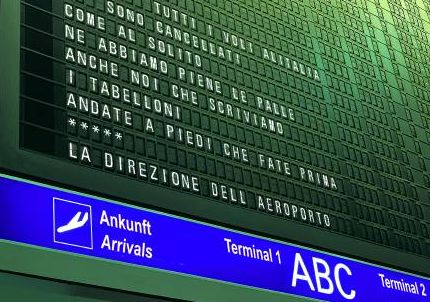 TUTTI I VOLI ALITALIA
SONO CANCELLATI
COME AL SOLITO
NE ABBIAMO PIENE LE PALLE
ANCHE NOI CHE SCRIVIAMO
I TABELLONI
ANDATE A PIEDI CHE FATE PRIMA
*****
LA DIREZIONE DELL AEROPORTO
Ankunft
Arrivals
Terminal 1
ABC
Terminal 2